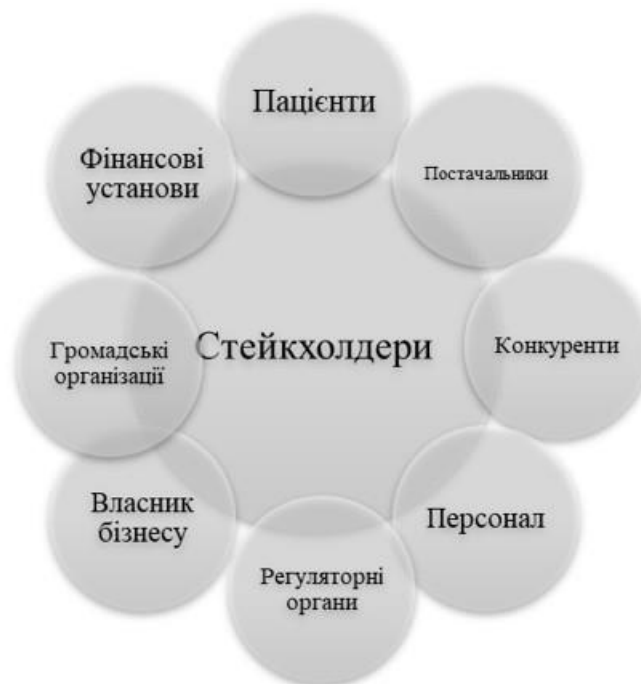 Пацієнти
Постачальники
Конкуренти
Персонал
Регуляторні
органи
Власник
бізнесу
Громадські
організації
Фінансові
установи
Стейкхолдери